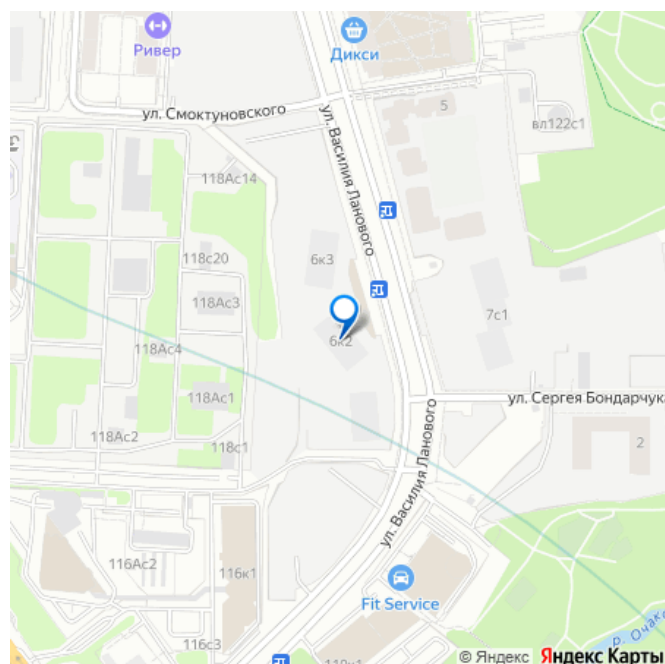 Ривер
Дикси
ул. Смоктуновского
5
вл122с1
ул. Василия Ланового
118Ас14
118с20
6к3
118Ас3
7с1
6к2
118Ас4
118Ас1
ул. Сергея Бондарчука
118Ас2
118с1
2
ул. Василия Ланового
116Ас2
116к1
Fit Service
116с3
р. Очак
© Яндекс Яндекс Карты